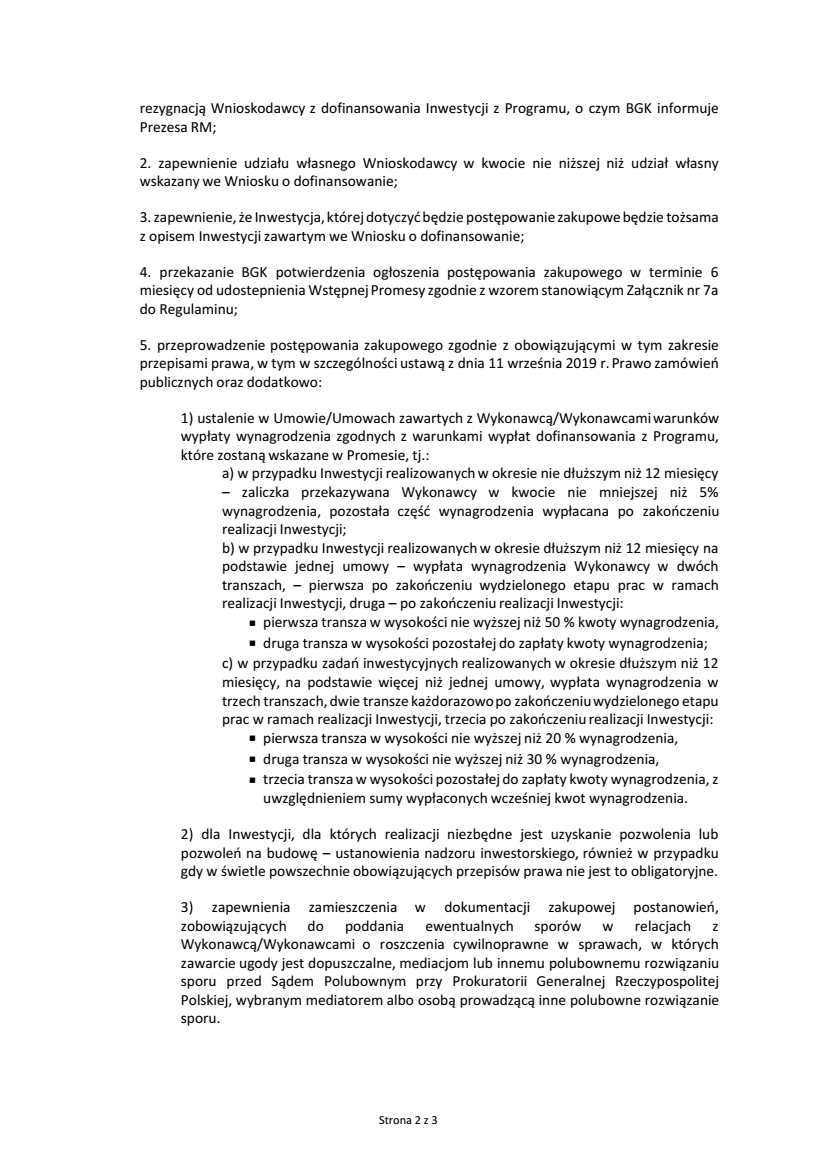 rezygnacją Wnioskodawcy z dofinansowania Inwestycji z Programu, o czym BGK informuje
Prezesa RM;
2. zapewnienie udziału własnego Wnioskodawcy w kwocie nie niższej niż udział własny
wskazany we Wniosku o dofinansowanie;
3. zapewnienie, że Inwestycja, której dotyczyć będzie postępowanie zakupowe będzie tożsama
z opisem Inwestycji zawartym we Wniosku o dofinansowanie;
4. przekazanie BGK potwierdzenia ogłoszenia postępowania zakupowego w terminie 6
miesięcy od udostepnienia Wstępnej Promesy zgodnie z wzorem stanowiącym Załącznik nr 7a
do Regulaminu;
5. przeprowadzenie postępowania zakupowego zgodnie z obowiązującymi w tym zakresie
przepisami prawa, w tym w szczególności ustawą z dnia 11 września 2019 r. Prawo zamówień
publicznych oraz dodatkowo:
1) ustalenie w Umowie/Umowach zawartych z Wykonawcą/Wykonawcami warunków
wypłaty wynagrodzenia zgodnych z warunkami wypłat dofinansowania z Programu,
które zostaną wskazane w Promesie, tj.:
a) w przypadku Inwestycji realizowanych w okresie nie dłuższym niż 12 miesięcy
– zaliczka przekazywana Wykonawcy w kwocie nie mniejszej niż 5%
wynagrodzenia, pozostała część wynagrodzenia wypłacana po zakończeniu
realizacji Inwestycji;
b) w przypadku Inwestycji realizowanych w okresie dłuższym niż 12 miesięcy na
podstawie jednej umowy – wypłata wynagrodzenia Wykonawcy w dwóch
transzach, – pierwsza po zakończeniu wydzielonego etapu prac w ramach
realizacji Inwestycji, druga – po zakończeniu realizacji Inwestycji:
▪ pierwsza transza w wysokości nie wyższej niż 50 % kwoty wynagrodzenia,
▪ druga transza w wysokości pozostałej do zapłaty kwoty wynagrodzenia;
c) w przypadku zadań inwestycyjnych realizowanych w okresie dłuższym niż 12
miesięcy, na podstawie więcej niż jednej umowy, wypłata wynagrodzenia w
trzech transzach, dwie transze każdorazowo po zakończeniu wydzielonego etapu
prac w ramach realizacji Inwestycji, trzecia po zakończeniu realizacji Inwestycji:
▪ pierwsza transza w wysokości nie wyższej niż 20 % wynagrodzenia,
▪ druga transza w wysokości nie wyższej niż 30 % wynagrodzenia,
▪ trzecia transza w wysokości pozostałej do zapłaty kwoty wynagrodzenia, z
uwzględnieniem sumy wypłaconych wcześniej kwot wynagrodzenia.
2) dla Inwestycji, dla których realizacji niezbędne jest uzyskanie pozwolenia lub
pozwoleń na budowę – ustanowienia nadzoru inwestorskiego, również w przypadku
gdy w świetle powszechnie obowiązujących przepisów prawa nie jest to obligatoryjne.
3) zapewnienia zamieszczenia w dokumentacji zakupowej postanowień,
zobowiązujących do poddania ewentualnych sporów w relacjach z
Wykonawcą/Wykonawcami o roszczenia cywilnoprawne w sprawach, w których
zawarcie ugody jest dopuszczalne, mediacjom lub innemu polubownemu rozwiązaniu
sporu przed Sądem Polubownym przy Prokuratorii Generalnej Rzeczypospolitej
Polskiej, wybranym mediatorem albo osobą prowadzącą inne polubowne rozwiązanie
sporu.
Strona 2 z 3